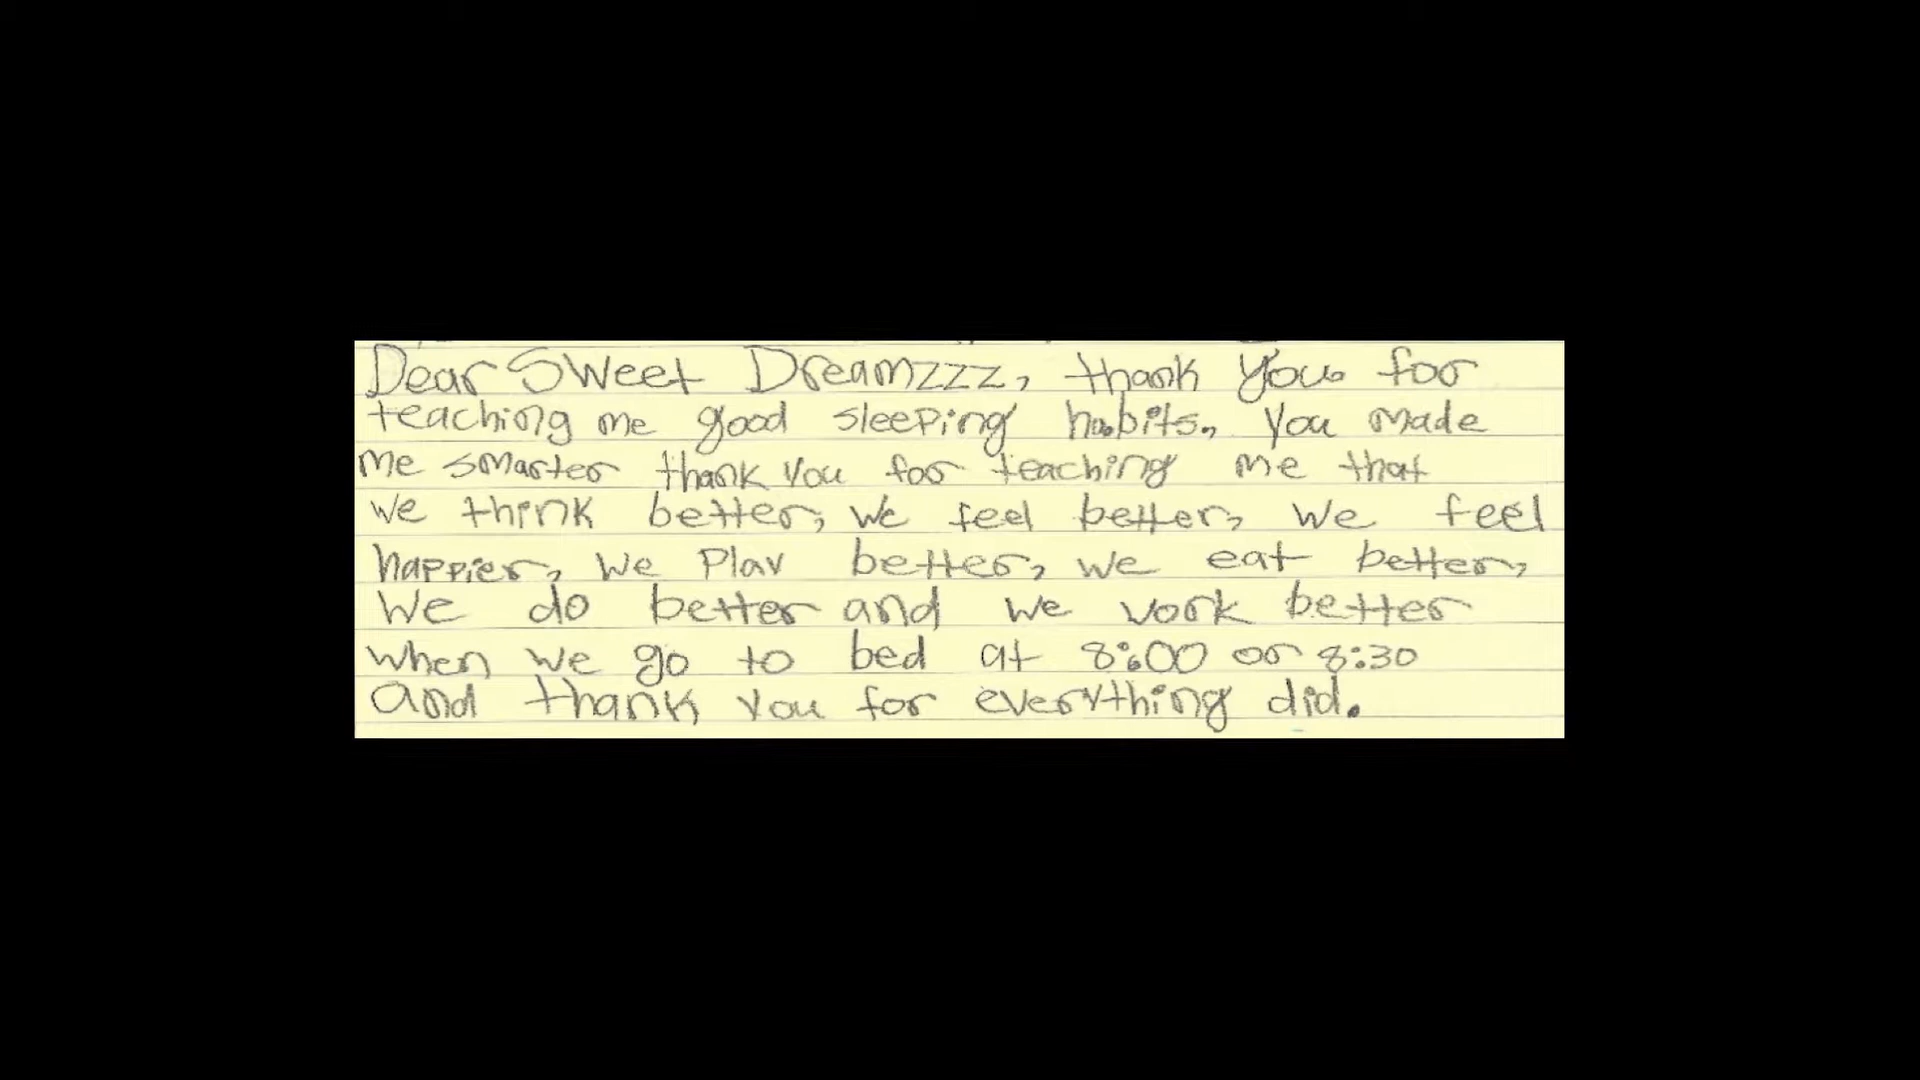 Dear Sweet Dreamzzz, thank you for
teaching me good sleeping habits. You made
me smarter thank you for teaching me that
we think better, we feel better, we feel
happier, we play better, we eat better,
we do better and we vork better
when we go to bed at 8:00 or 8:30
and thank you for everything did.